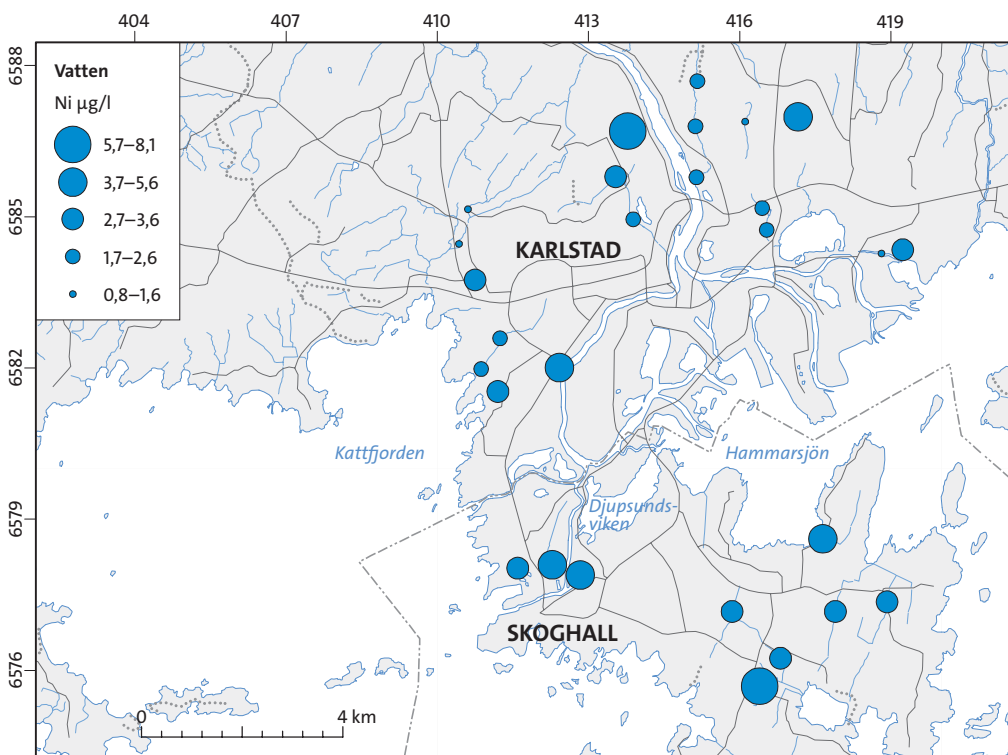 404 407 410 413 416 419
6588
6585
6582
6579
6576
Vatten
Ni µg/l
5,7–8,1
3,7–5,6
2,7–3,6
1,7–2,6
0,8–1,6
KARLSTAD
Kattfjorden
Hammarsjön
Djupsunds-
viken
SKOGHALL
0 4 km